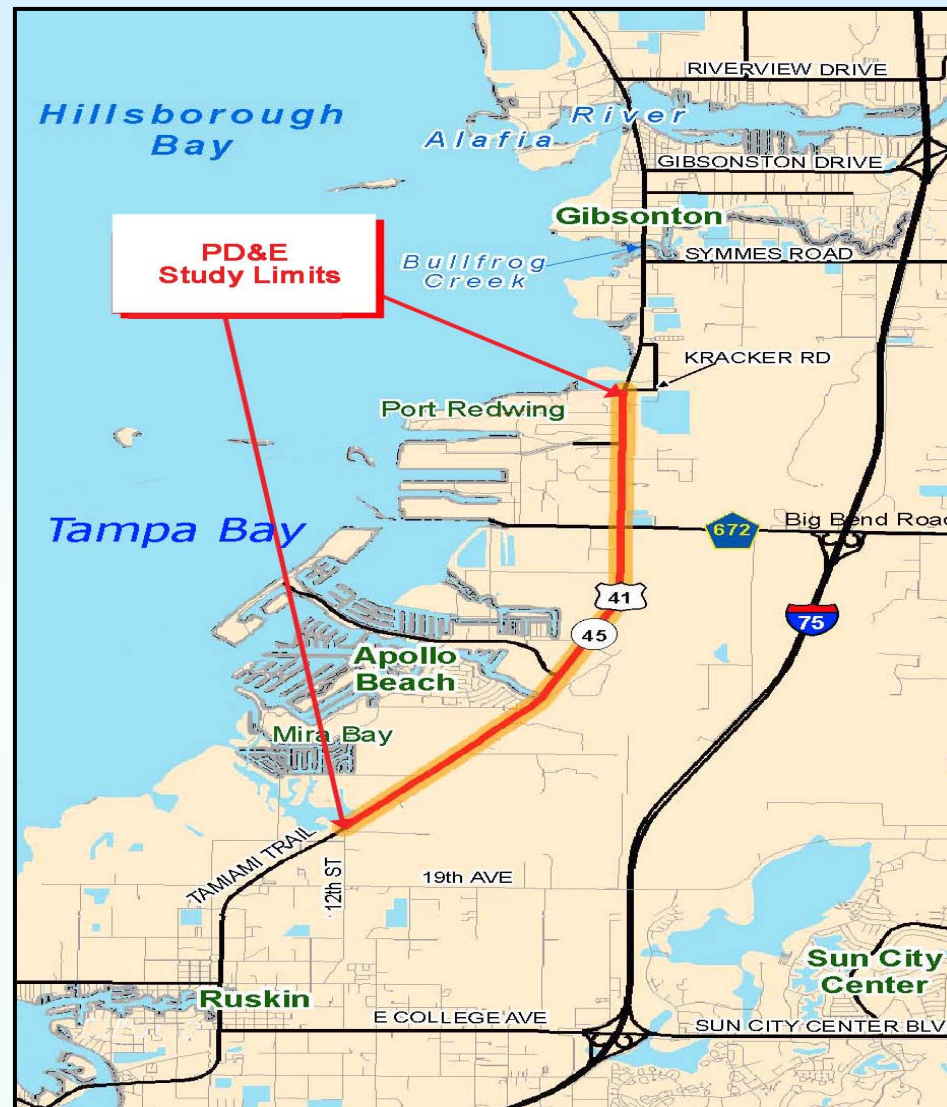 RIVERVIEW DRIVE
Hillsborough
Bay
Alafia River
GIBSONSTON DRIVE
Gibsonton
PD&E
Study Limits
Bullfrog
Creek
SYMMES ROAD
KRACKER RD
Port Redwing
Tampa Bay
672
Big Bend Road
41
45
75
Apollo
Beach
Mira Bay
TAMIAMI TRAIL
12th ST
19th AVE
Sun City
Center
Ruskin
E COLLEGE AVE
SUN CITY CENTER BLV